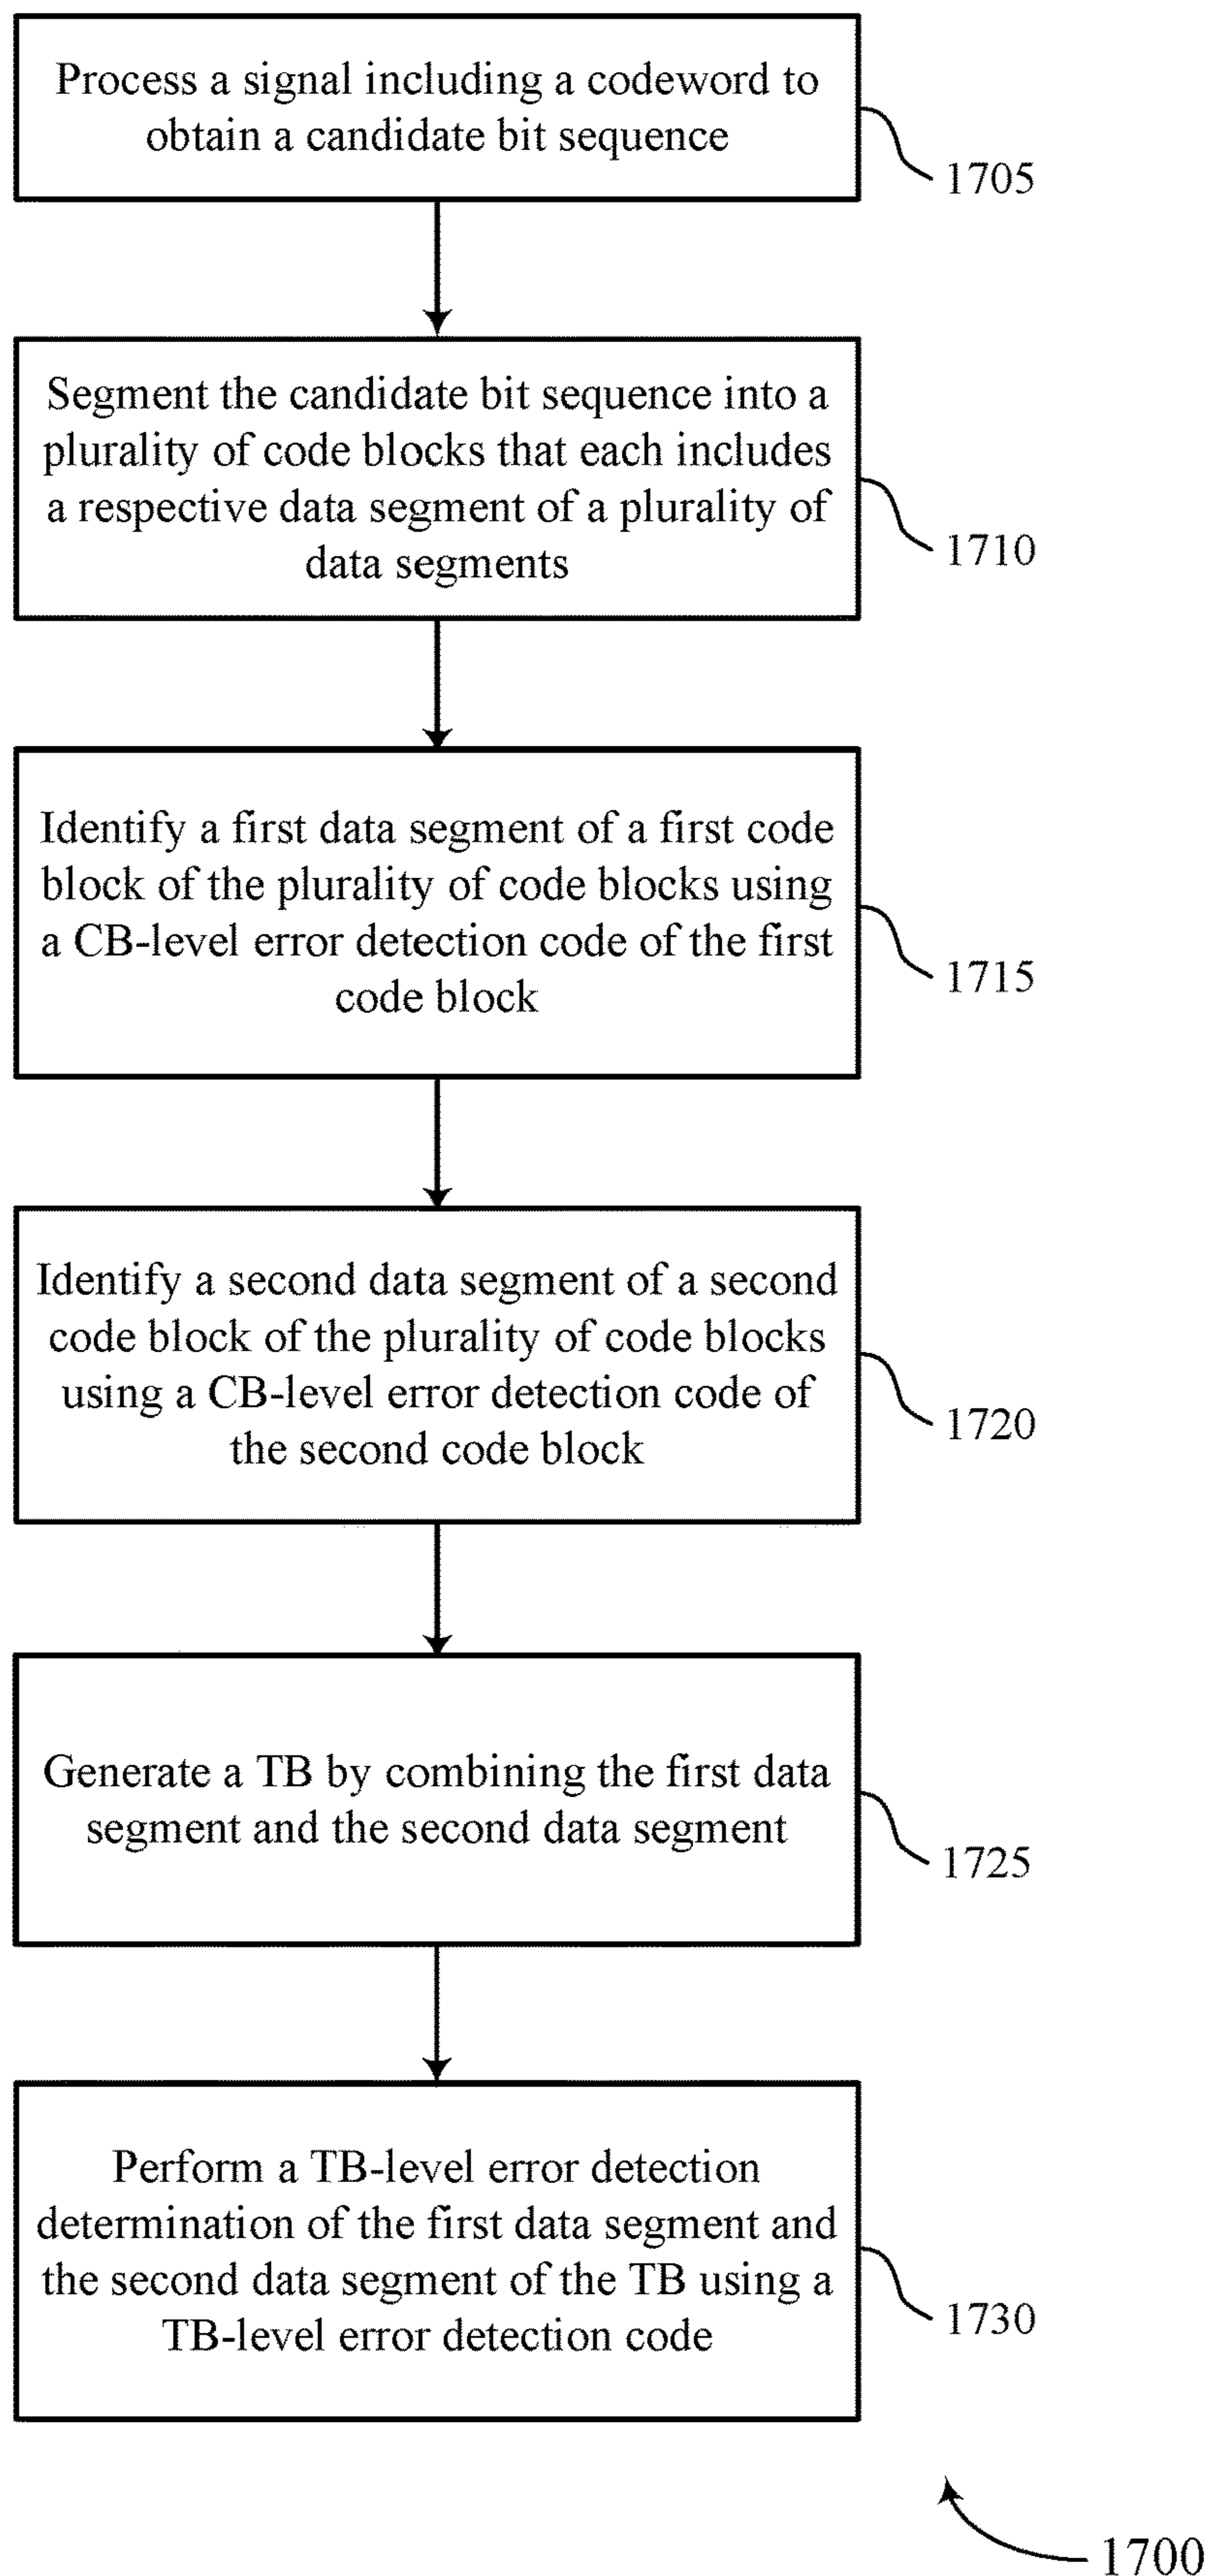 Process a signal including a codeword to
obtain a candidate bit sequence
1705
Segment the candidate bit sequence into a
plurality of code blocks that each includes
a respective data segment of a plurality of
data segments
1710
Identify a first data segment of a first code
block of the plurality of code blocks using
a CB-level error detection code of the first
code block
1715
Identify a second data segment of a second
code block of the plurality of code blocks
using a CB-level error detection code of
the second code block
1720
Generate a TB by combining the first data
segment and the second data segment
1725
Perform a TB-level error detection
determination of the first data segment and
the second data segment of the TB using a
TB-level error detection code
1730
1700